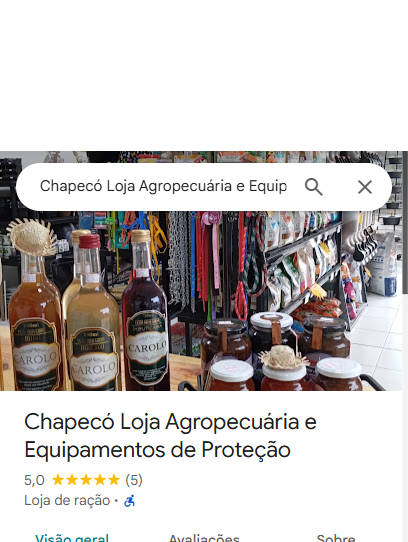 Chapecó Loja Agropecuária e Equip
CAROLO
CAROLO
CAROLO
Chapecó Loja Agropecuária e
Equipamentos de Proteção
5,0 (5)
Loja de ração ·
Visão geral Avaliações Sobre